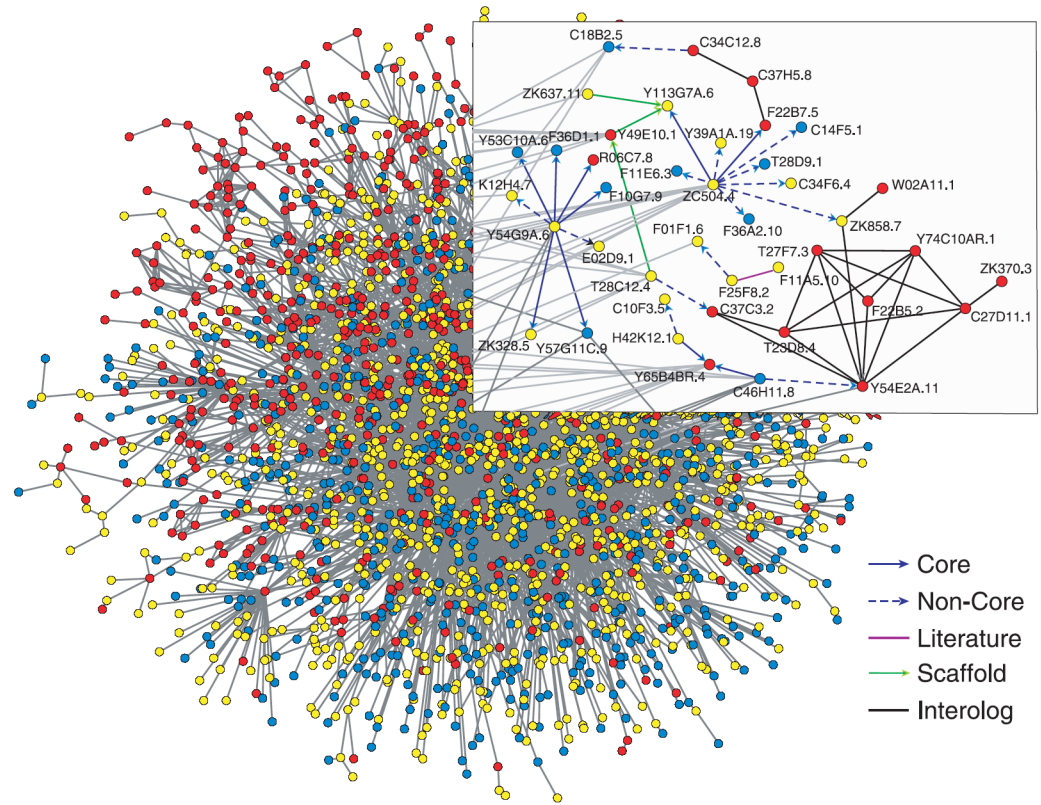 C18B2.5
C34C12.8
C37H5.8
ZK637.11
Y113G7A.6
F22B7.5
C14F5.1
Y53C10A.6
F36D1.1
Y49E10.1
Y39A1A.19
R06C7.8
F11E6.3
T28D9.1
K12H4.7
F10G7.9
ZC504.4
C34F6.4
W02A11.1
F36A2.10
ZK858.7
Y54G9A.6
F01F1.6
T27F7.3
Y74C10AR.1
E02D9.1
ZK370.3
T28C12.4
F25F8.2
F11A5.10
C10F3.5
C37C3.2
F22B5.2
C27D11.1
ZK328.5
Y57G11C.9
H42K12.1
T23D8.4
Y65B4BR.4
C46H11.8
Y54E2A.11
Core
Non-Core
Literature
Scaffold
Interolog